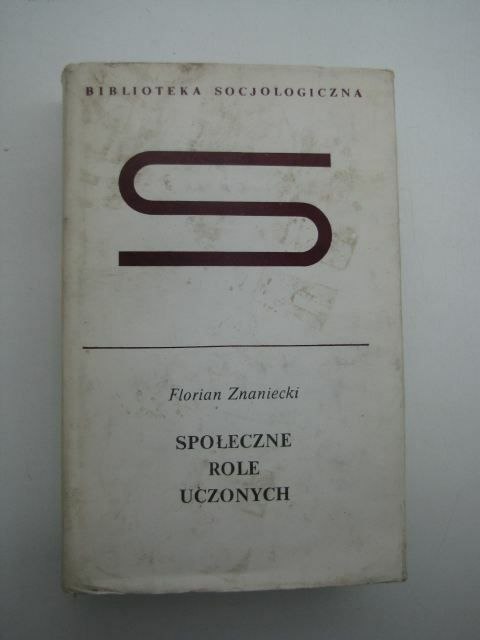 BIBLIOTEKA SOCJOLOGICZNA
S
Florian Znaniecki
SPOŁECZNE
ROLE
UCZONYCH